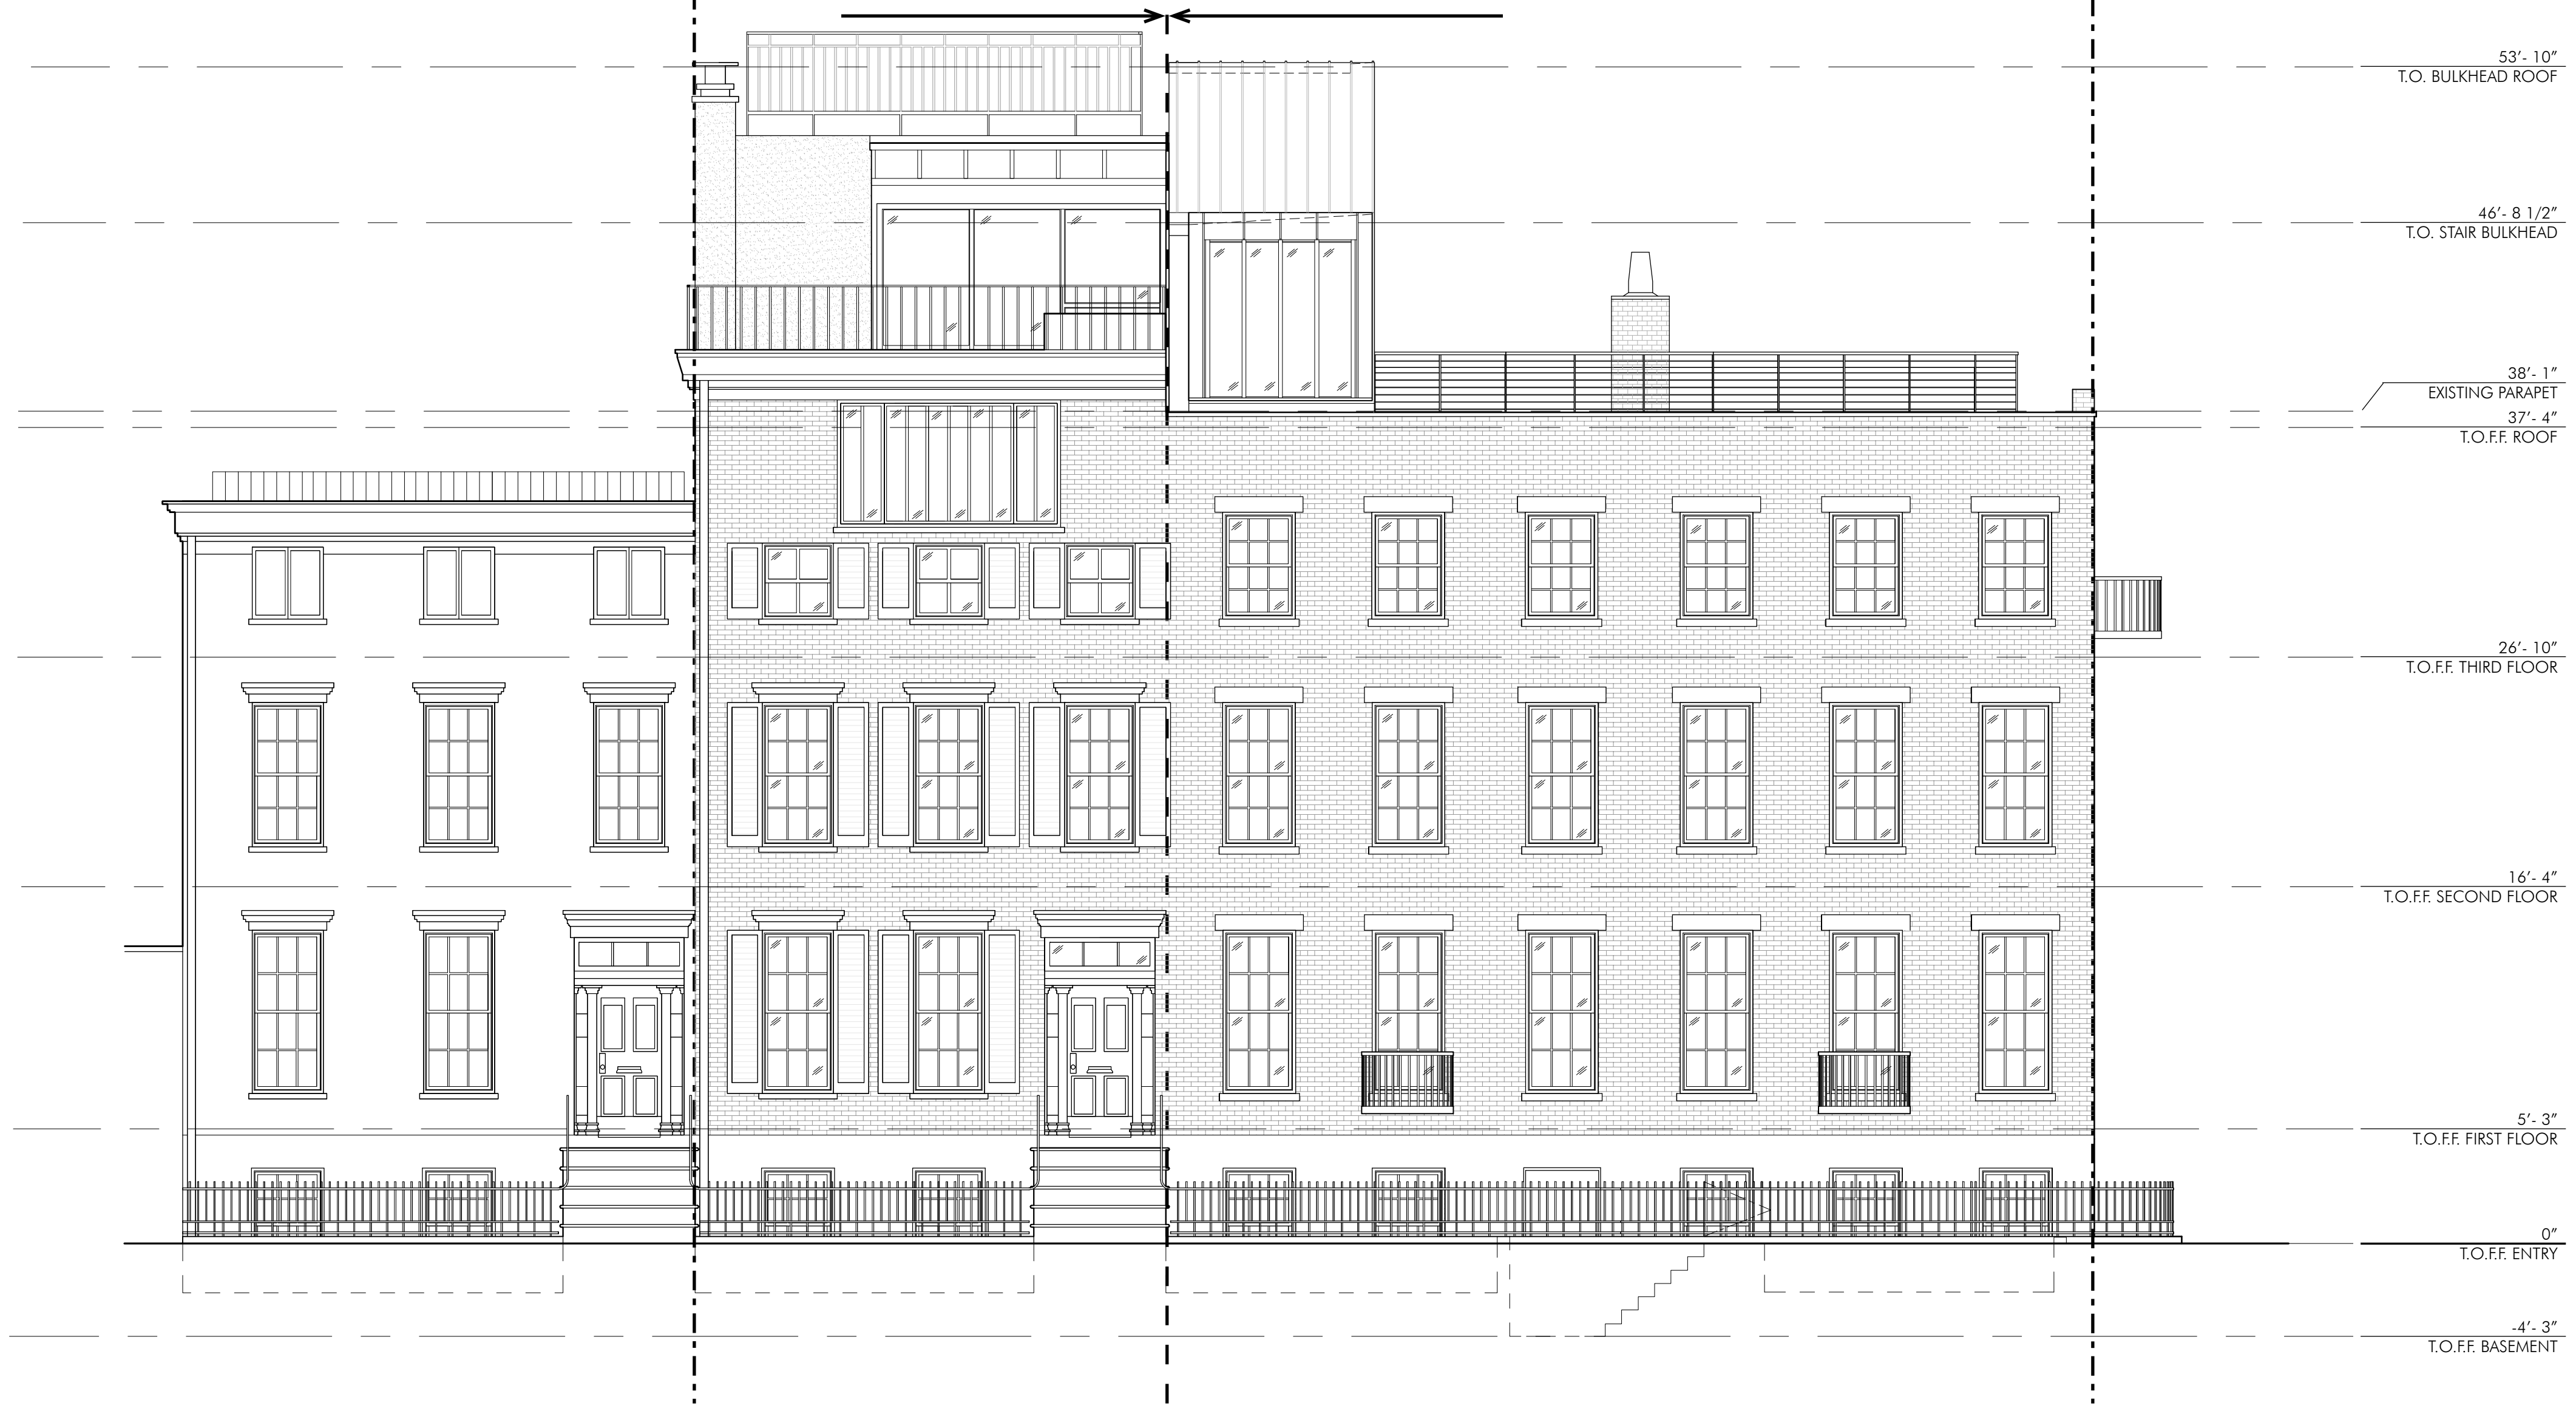 53'- 10"
T.O. BULKHEAD ROOF
46'- 8 1/2"
T.O. STAIR BULKHEAD
38'- 1"
EXISTING PARAPET
37'- 4"
T.O.F.F. ROOF
26'- 10"
T.O.F.F. THIRD FLOOR
16'- 4"
T.O.F.F. SECOND FLOOR
5'- 3"
T.O.F.F. FIRST FLOOR
0"
T.O.F.F. ENTRY
-4'- 3"
T.O.F.F. BASEMENT